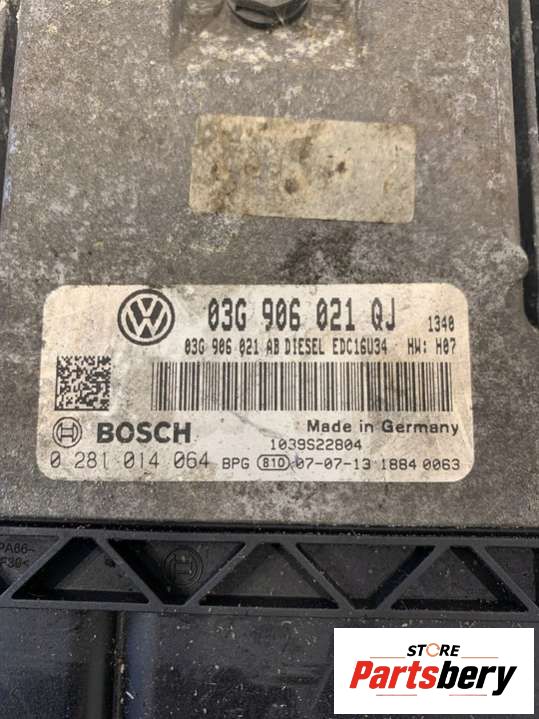 03G 906 021 QJ 1340
03G 906 021 AB DIESEL EDC16U34 HW: H07
BOSCH Made in Germany
1039S22804
0 281 014 064 BPG 810 07-07-13 1884 0063
PA66-
STORE
Partsbery